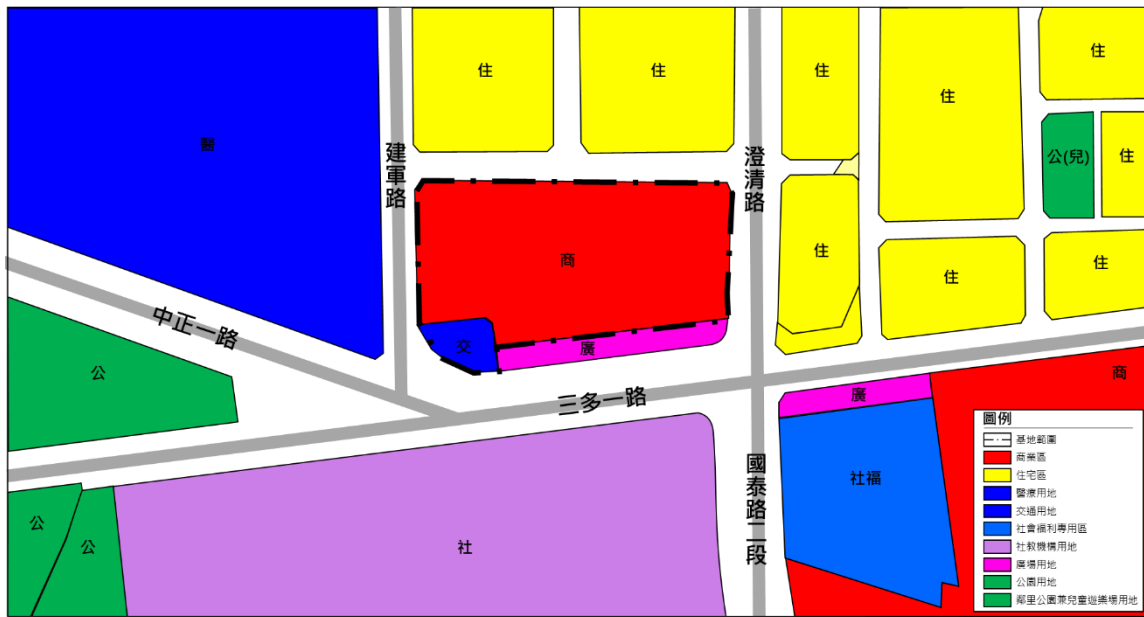 住
住
住
住
住
醫
建軍路
澄清路
公(兒)
住
商
住
住
住
中正一路
交
廣
公
三多一路
廣
商
社福
國泰路二段
公
公
社
圖例
基地範圍
商業區
住宅區
醫療用地
交通用地
社會福利專用區
社教機構用地
廣場用地
公園用地
鄰里公園兼兒童遊樂場用地